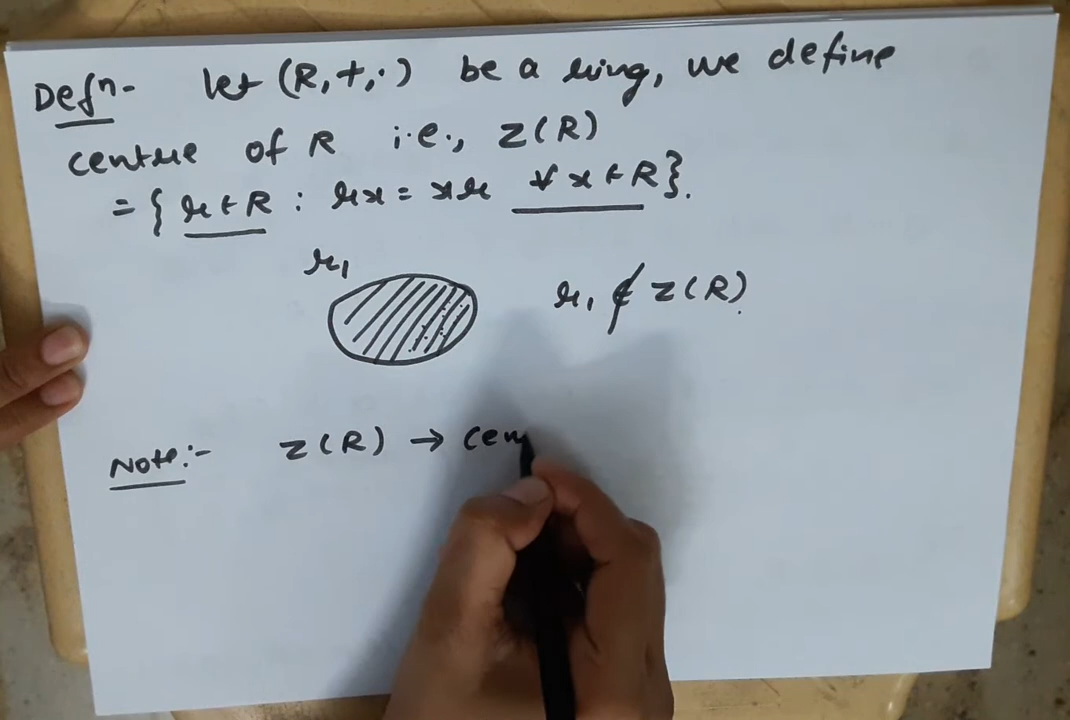 Defn- let (R,+,·) be a ring, we define
centre of R i.e., Z(R)
= { r ∈ R : rx = xr ∀ x ∈ R}.
r₁
r₁ ∉ Z(R).
Note:- Z(R) → Cen